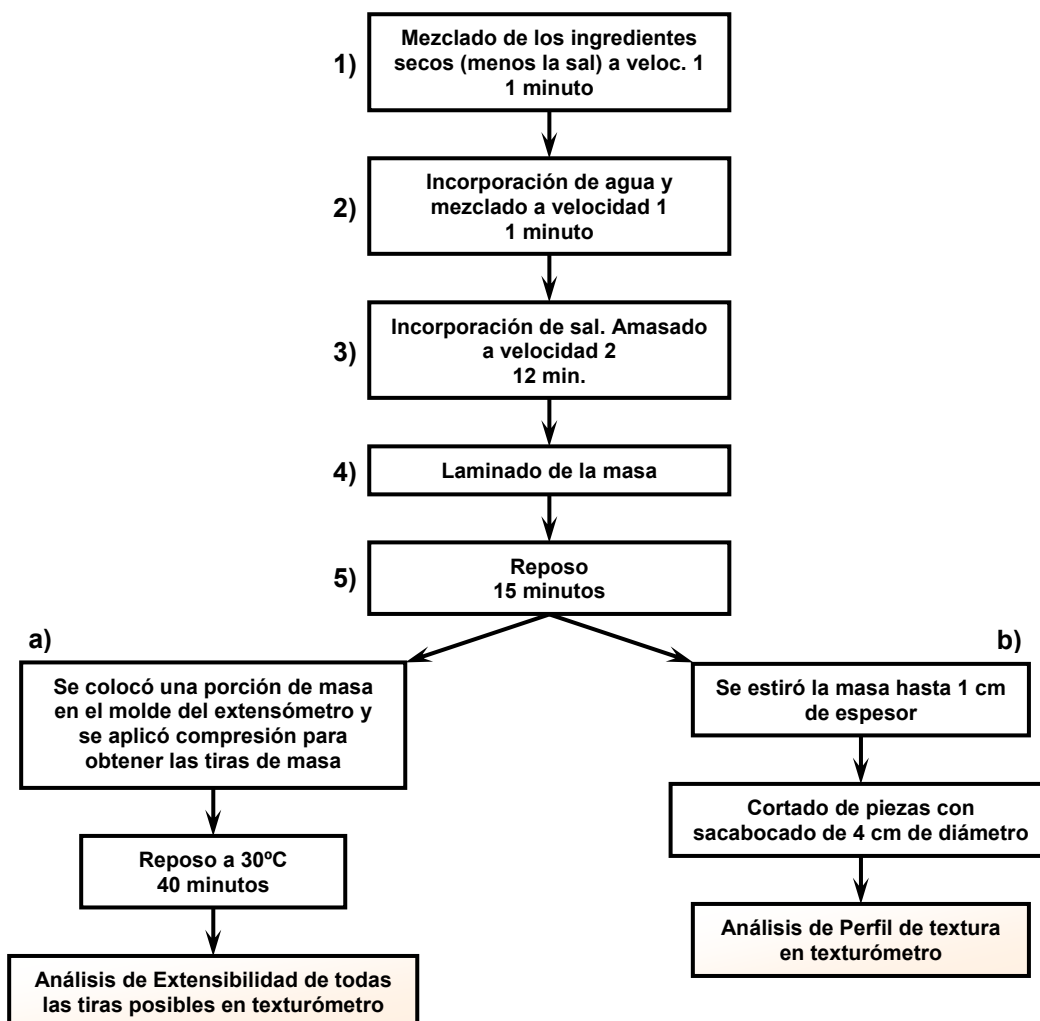 1)
Mezclado de los ingredientes
secos (menos la sal) a veloc. 1
1 minuto
2)
Incorporación de agua y
mezclado a velocidad 1
1 minuto
3)
Incorporación de sal. Amasado
a velocidad 2
12 min.
4)
Laminado de la masa
5)
Reposo
15 minutos
a)
Se colocó una porción de masa
en el molde del extensómetro y
se aplicó compresión para
obtener las tiras de masa
Reposo a 30ºC
40 minutos
Análisis de Extensibilidad de todas
las tiras posibles en texturómetro
b)
Se estiró la masa hasta 1 cm
de espesor
Cortado de piezas con
sacabocado de 4 cm de diámetro
Análisis de Perfil de textura
en texturómetro